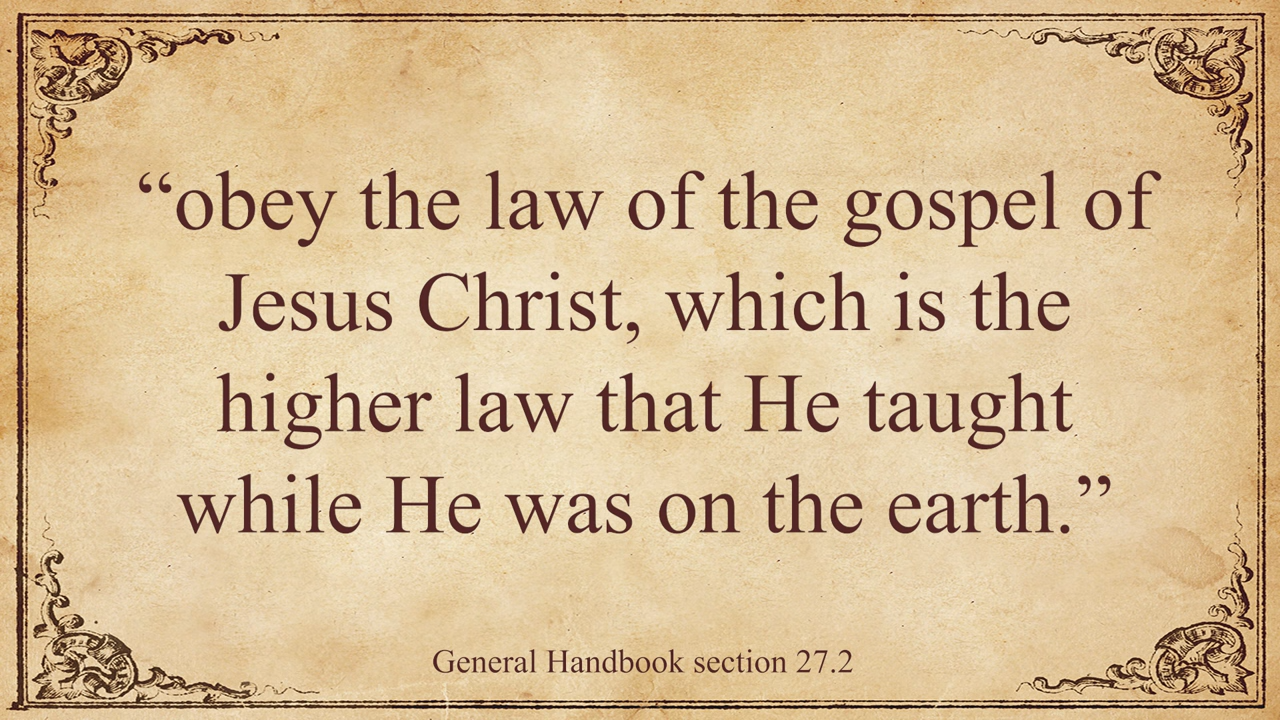 “obey the law of the gospel of
Jesus Christ, which is the
higher law that He taught
while He was on the earth.”
General Handbook section 27.2